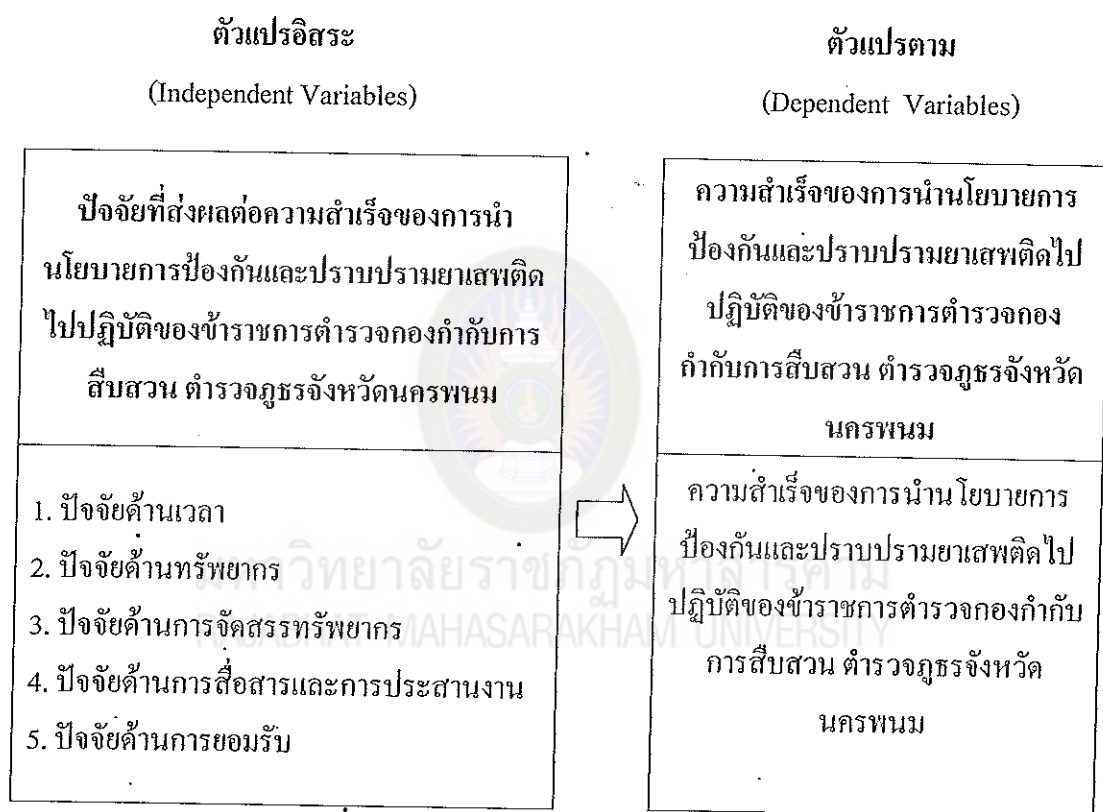 ตัวแปรอิสระ
(Independent Variables)
ปัจจัยที่ส่งผลต่อความสำเร็จของการนำ
นโยบายการป้องกันและปราบปรามยาเสพติด
ไปปฏิบัติของข้าราชการตำรวจกองกำกับการ
สืบสวน ตำรวจภูธรจังหวัดนครพนม
1. ปัจจัยด้านเวลา
2. ปัจจัยด้านทรัพยากร
3. ปัจจัยด้านการจัดสรรทรัพยากร
4. ปัจจัยด้านการสื่อสารและการประสานงาน
5. ปัจจัยด้านการยอมรับ
ตัวแปรตาม
(Dependent Variables)
ความสำเร็จของการนำนโยบายการ
ป้องกันและปราบปรามยาเสพติดไป
ปฏิบัติของข้าราชการตำรวจกอง
กำกับการสืบสวน ตำรวจภูธรจังหวัด
นครพนม
ความสำเร็จของการนำนโยบายการ
ป้องกันและปราบปรามยาเสพติดไป
ปฏิบัติของข้าราชการตำรวจกองกำกับ
การสืบสวน ตำรวจภูธรจังหวัด
นครพนม
มหาวิทยาลัยราชภัฏมหาสารคาม
RAJABHAT MAHASARAKHAM UNIVERSITY